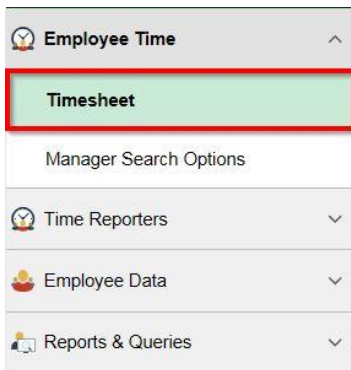 Employee Time
Timesheet
Manager Search Options
Time Reporters
Employee Data
Reports & Queries